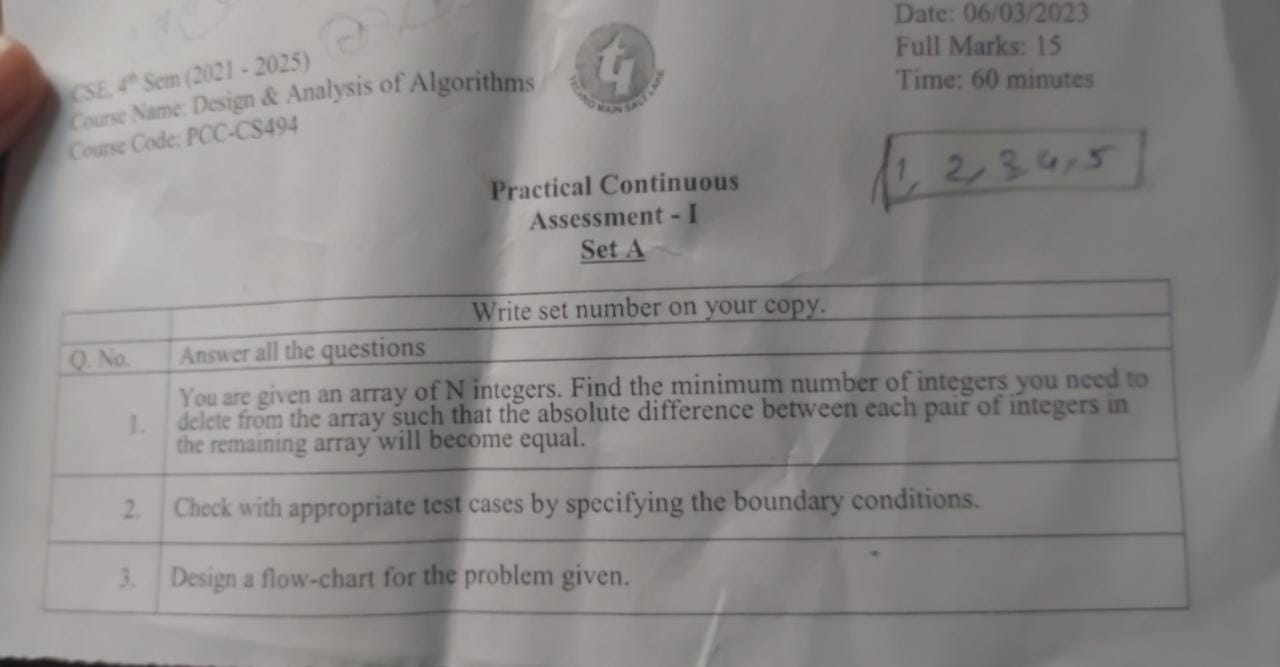 CSE, 4th Sem (2021 - 2025)
Course Name: Design & Analysis of Algorithms
Course Code: PCC-CS494
TECHNO MAIN SALT LAKE
Date: 06/03/2023
Full Marks: 15
Time: 60 minutes
1, 2, 3 4, 5
Practical Continuous
Assessment - I
Set A
Write set number on your copy.
Q. No. Answer all the questions
1. You are given an array of N integers. Find the minimum number of integers you need to
delete from the array such that the absolute difference between each pair of integers in
the remaining array will become equal.
2. Check with appropriate test cases by specifying the boundary conditions.
3. Design a flow-chart for the problem given.